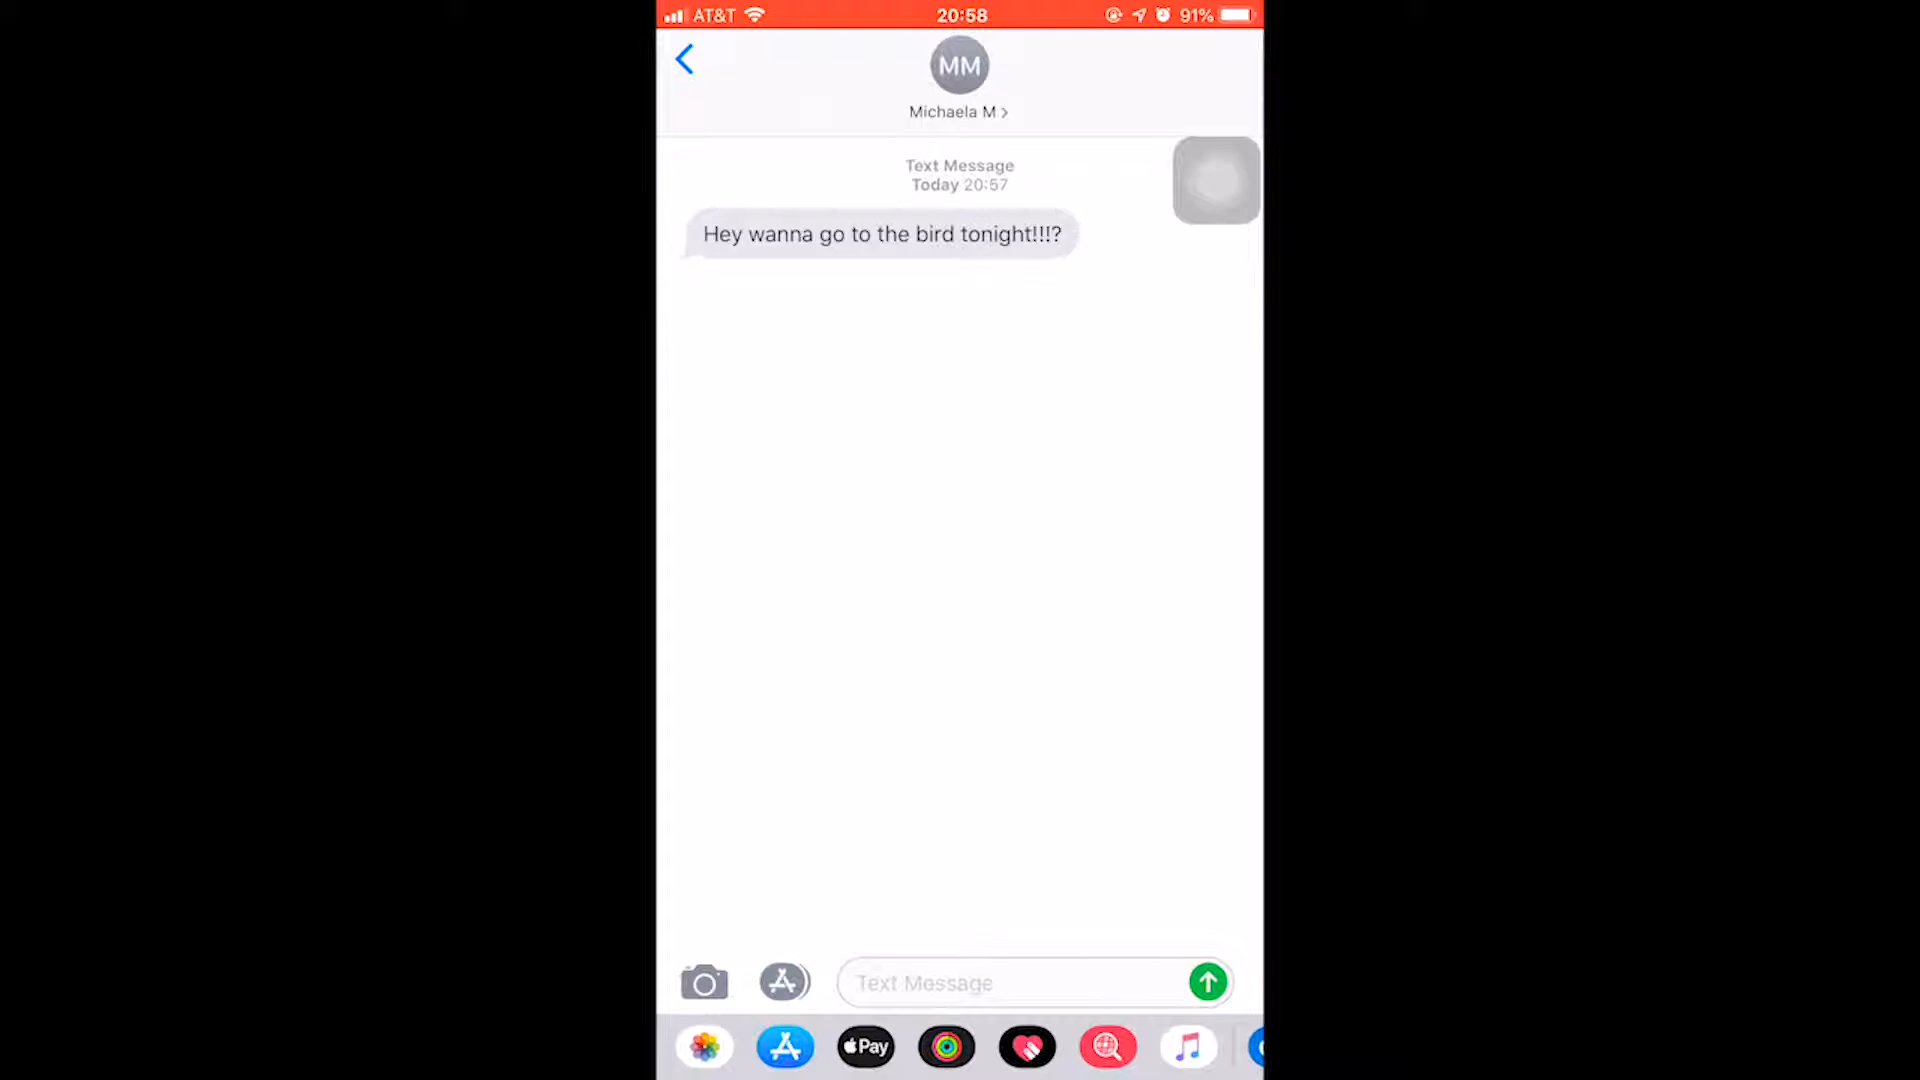 AT&T 20:58 91%
MM
Michaela M
Text Message
Today 20:57
Hey wanna go to the bird tonight!!!?
Text Message
Pay